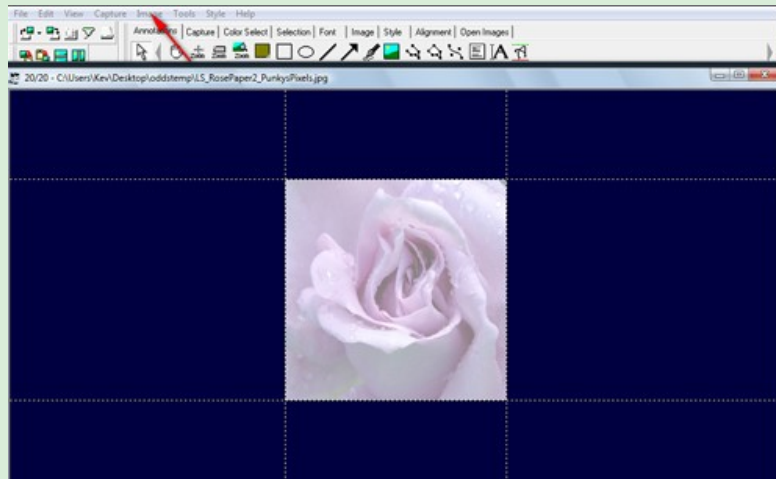 File Edit View Capture Image Tools Style Help
Annotations Capture Color Select Selection Font Image Style Alignment Open Images
20/20 - C:\Users\Kev\Desktop\oddstemp\LS_RosePaper2_PunkysPixels.jpg